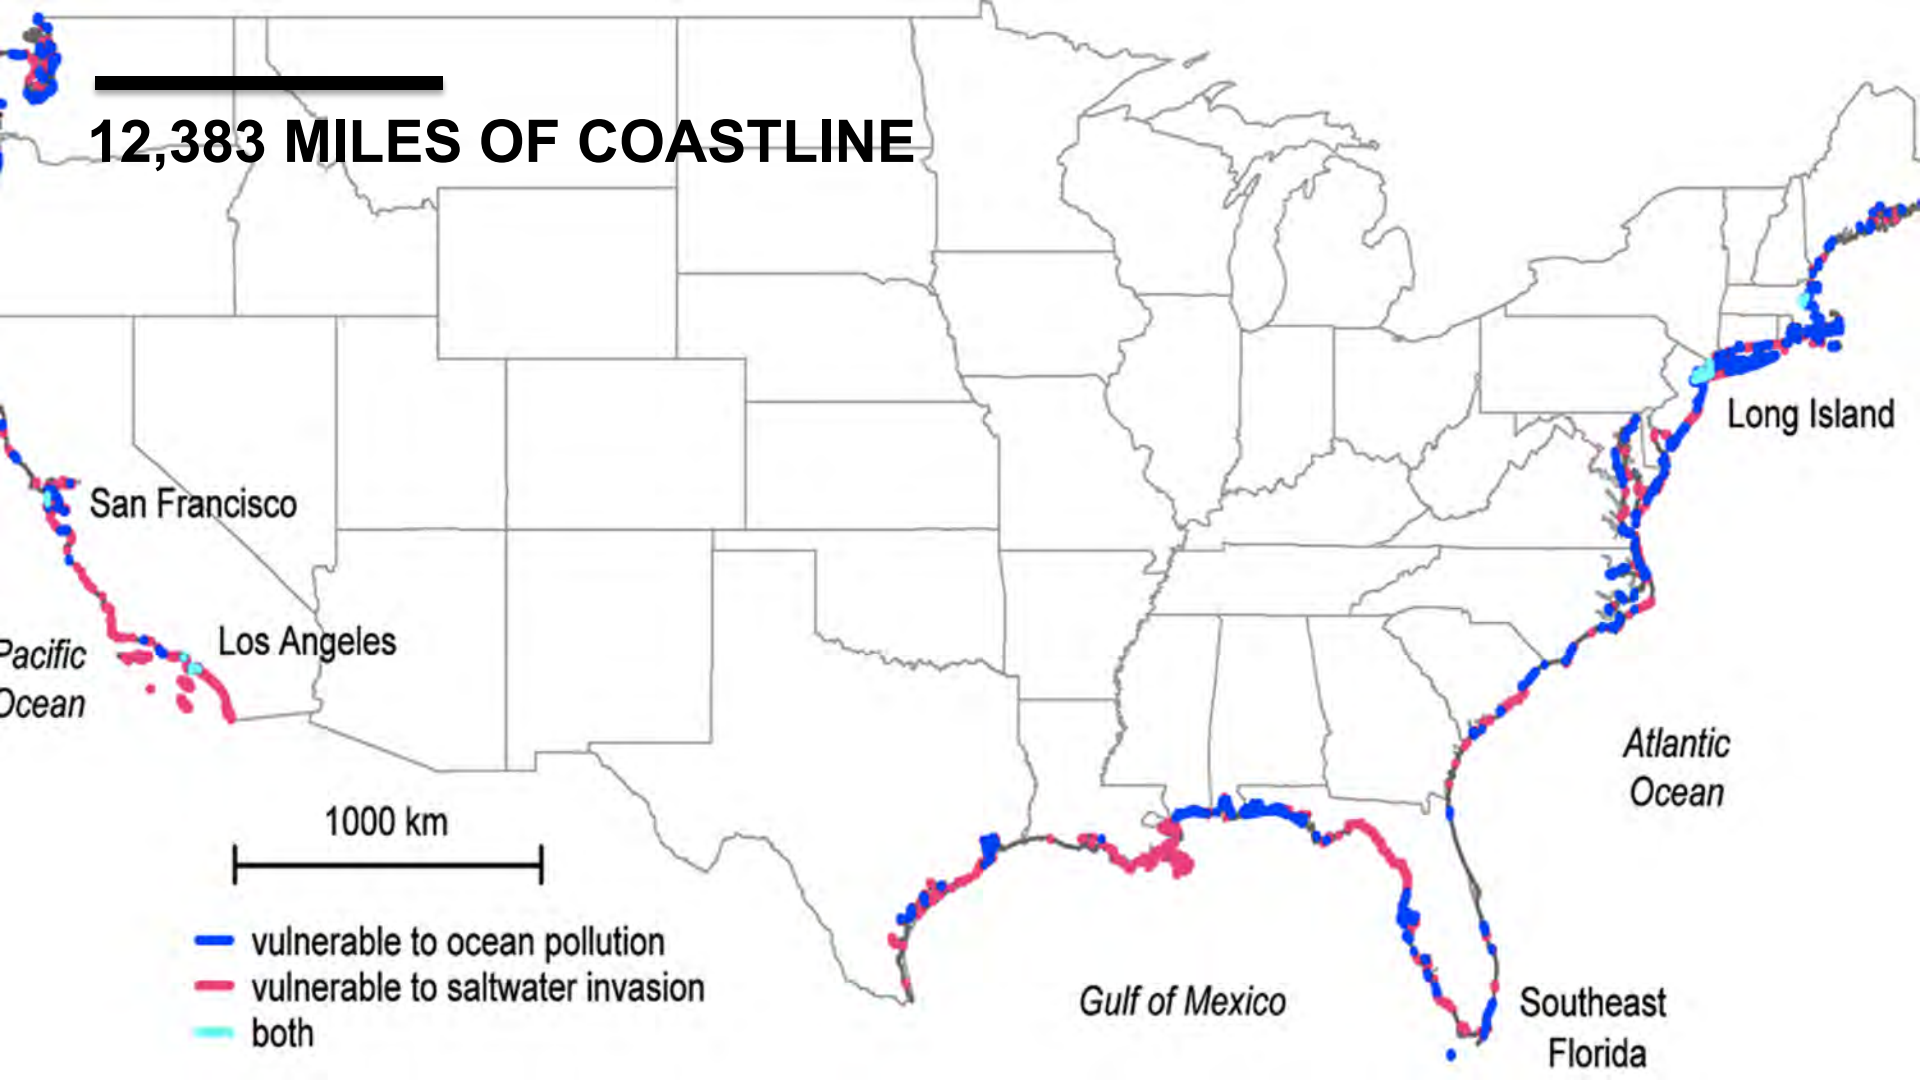 12,383 MILES OF COASTLINE
Long Island
San Francisco
Los Angeles
Pacific
Ocean
Atlantic
Ocean
1000 km
vulnerable to ocean pollution
vulnerable to saltwater invasion
both
Gulf of Mexico
Southeast
Florida